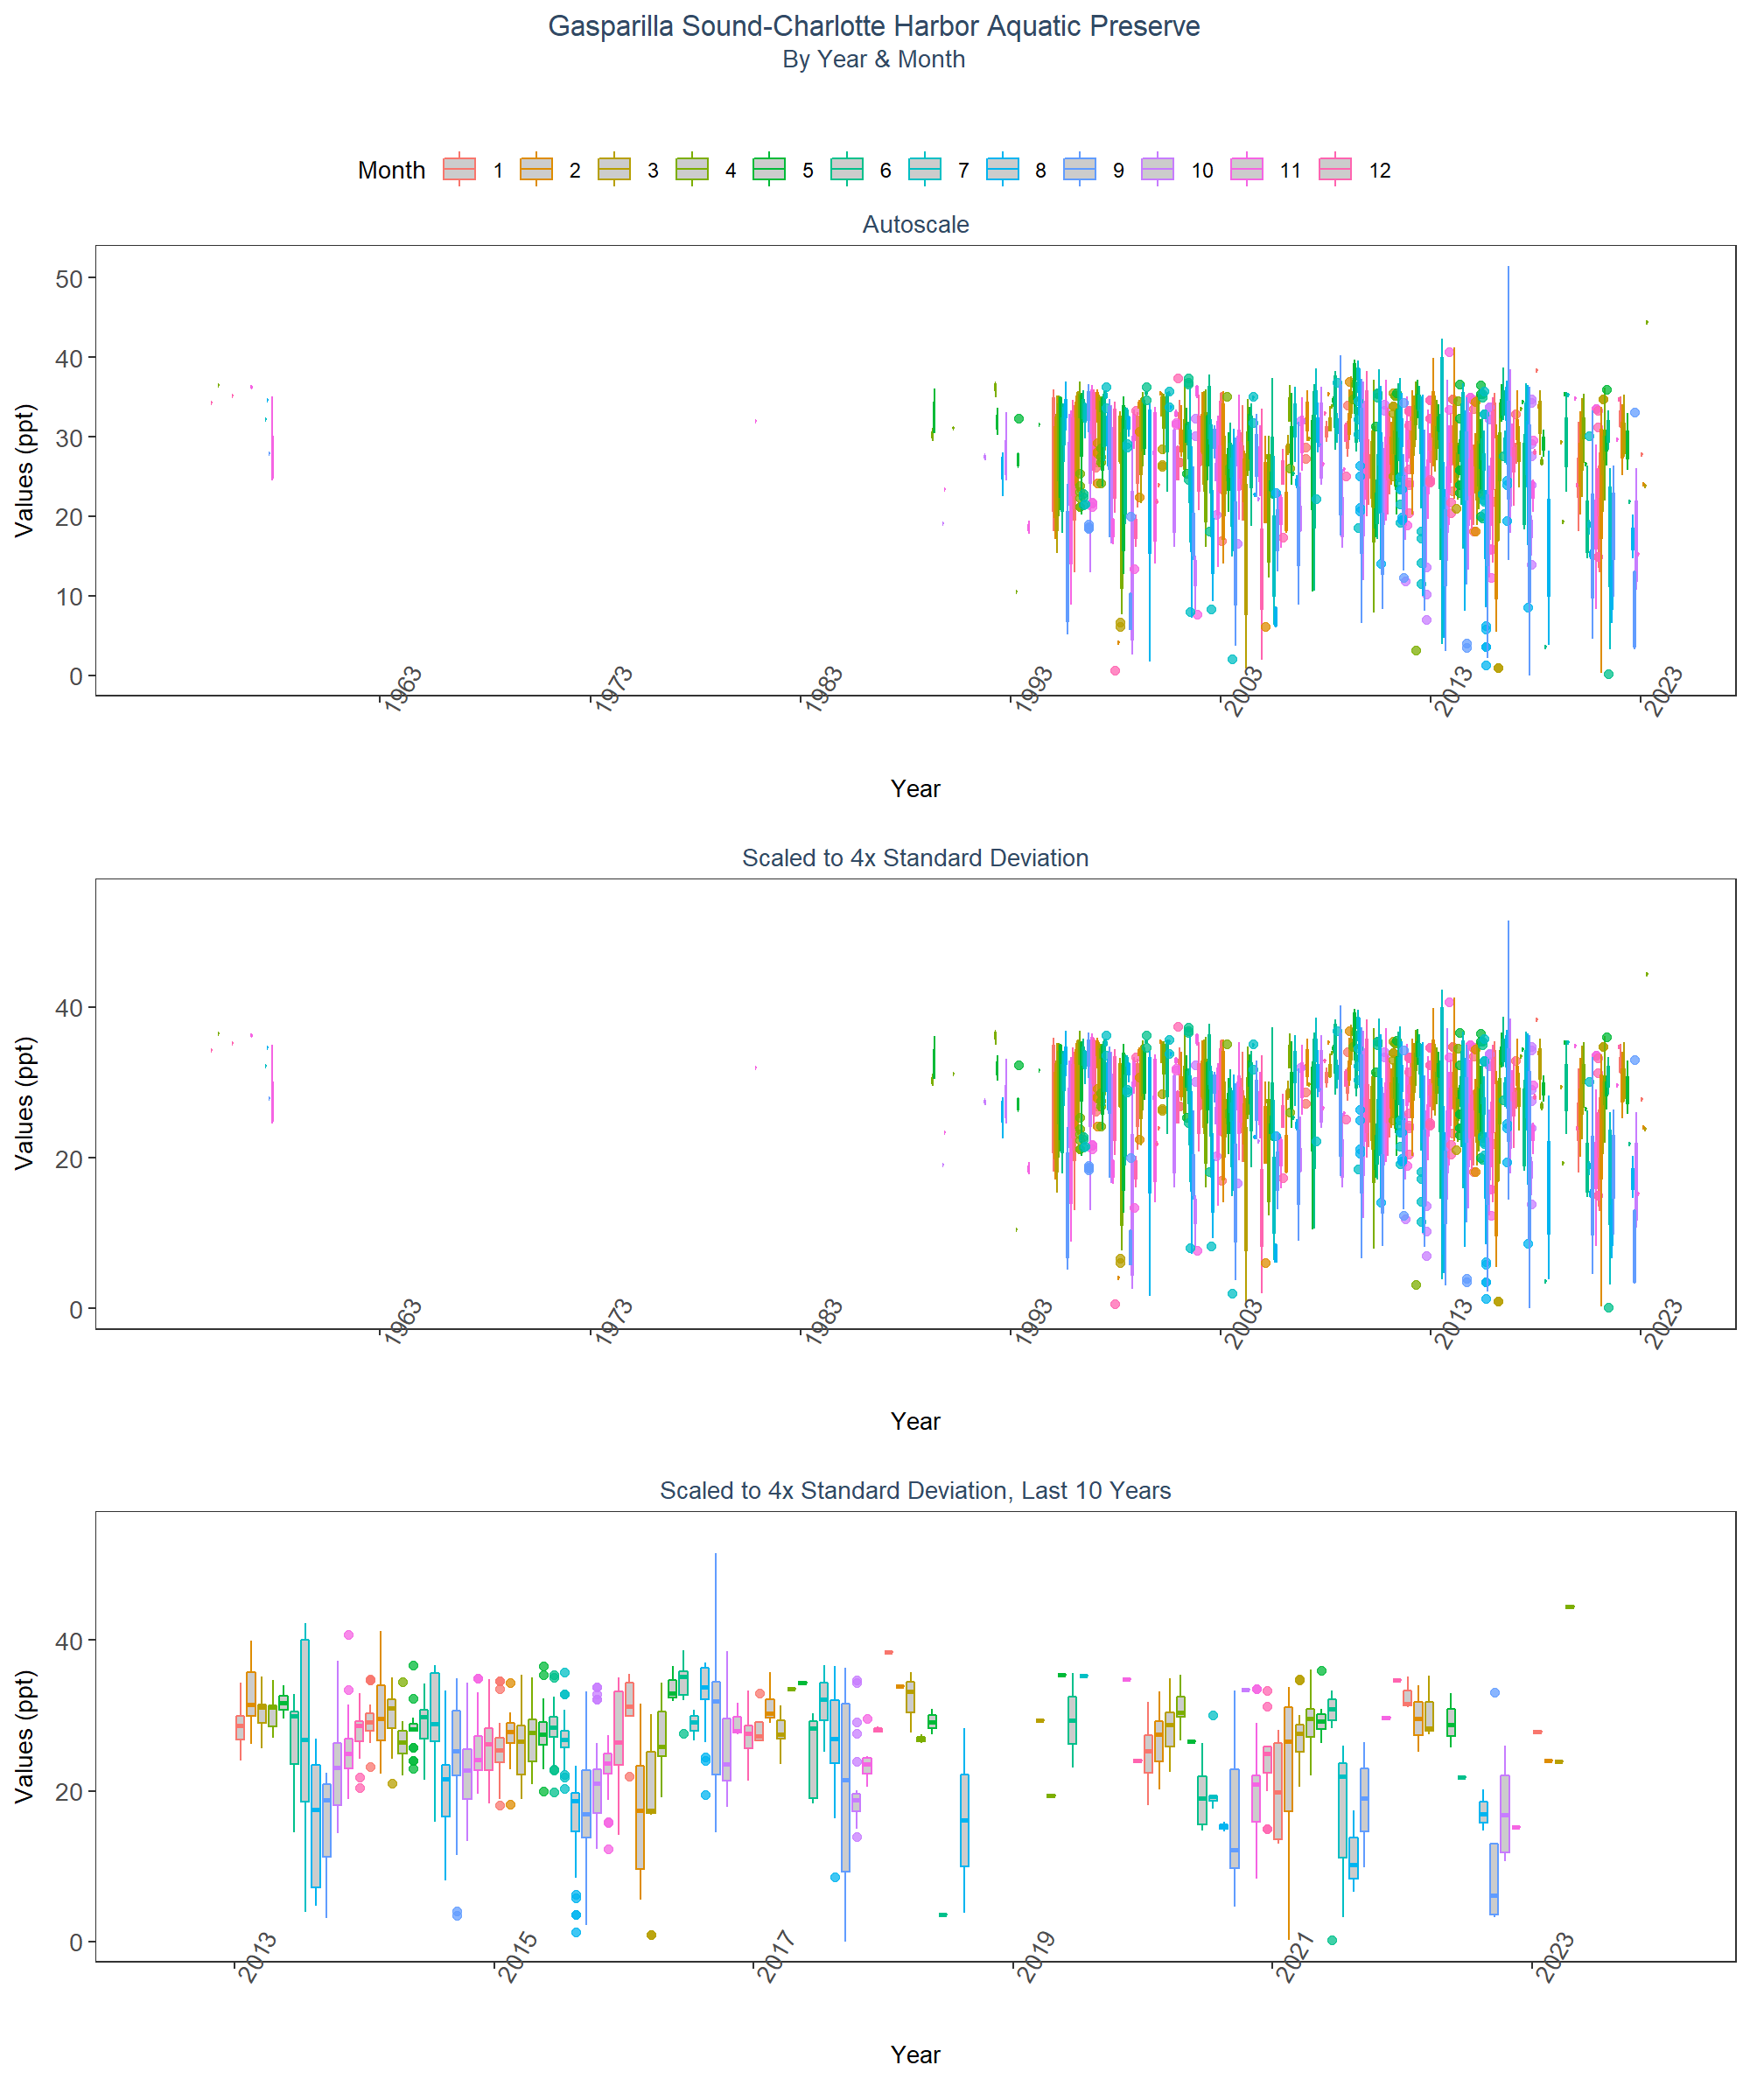 Gasparilla Sound-Charlotte Harbor Aquatic Preserve
By Year & Month
Month 1 2 3 4 5 6 7 8 9 10 11 12
Autoscale
Values (ppt)
50
40
30
20
10
0
1963 1973 1983 1993 2003 2013 2023
Year
Scaled to 4x Standard Deviation
Values (ppt)
40
20
0
1963 1973 1983 1993 2003 2013 2023
Year
Scaled to 4x Standard Deviation, Last 10 Years
Values (ppt)
40
20
0
2013 2015 2017 2019 2021 2023
Year